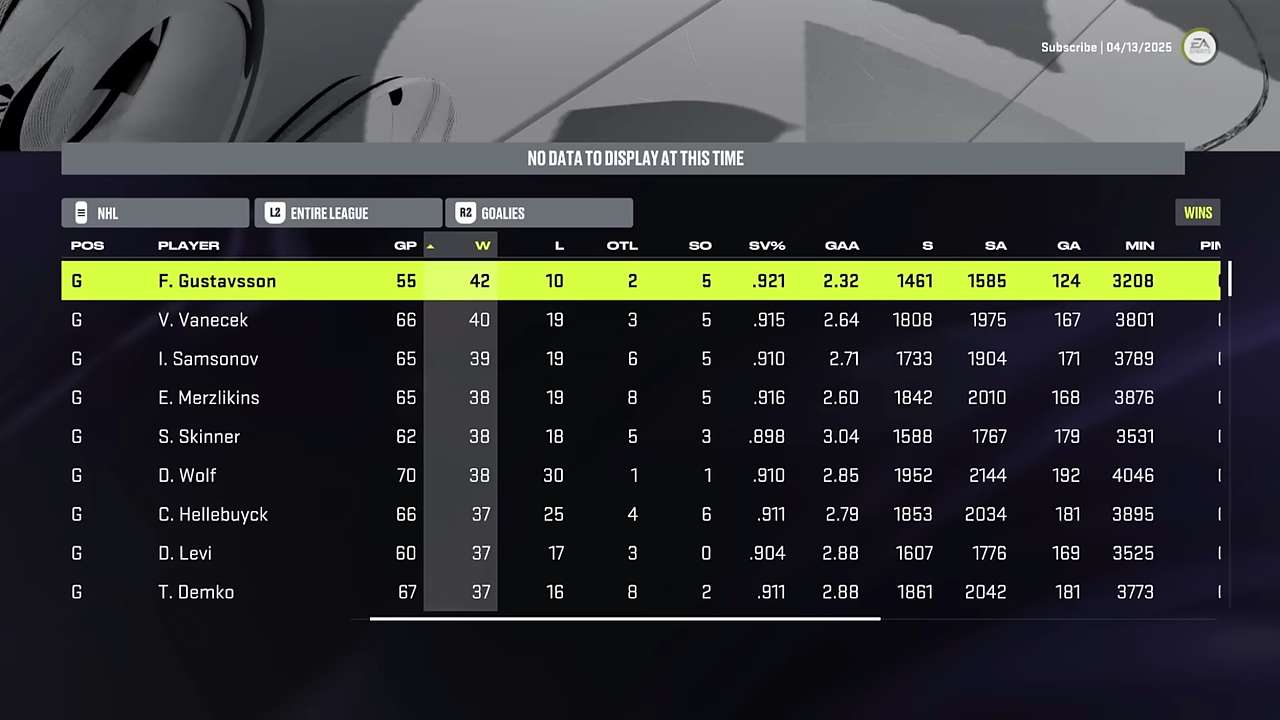 Subscribe | 04/13/2025
EA SPORTS
NO DATA TO DISPLAY AT THIS TIME
NHL L2 ENTIRE LEAGUE R2 GOALIES WINS
POS PLAYER GP W L OTL SO SV% GAA S SA GA MIN
G F. Gustavsson 55 42 10 2 5 .921 2.32 1461 1585 124 3208
G V. Vanecek 66 40 19 3 5 .915 2.64 1808 1975 167 3801
G I. Samsonov 65 39 19 6 5 .910 2.71 1733 1904 171 3789
G E. Merzlikins 65 38 19 8 5 .916 2.60 1842 2010 168 3876
G S. Skinner 62 38 18 5 3 .898 3.04 1588 1767 179 3531
G D. Wolf 70 38 30 1 1 .910 2.85 1952 2144 192 4046
G C. Hellebuyck 66 37 25 4 6 .911 2.79 1853 2034 181 3895
G D. Levi 60 37 17 3 0 .904 2.88 1607 1776 169 3525
G T. Demko 67 37 16 8 2 .911 2.88 1861 2042 181 3773